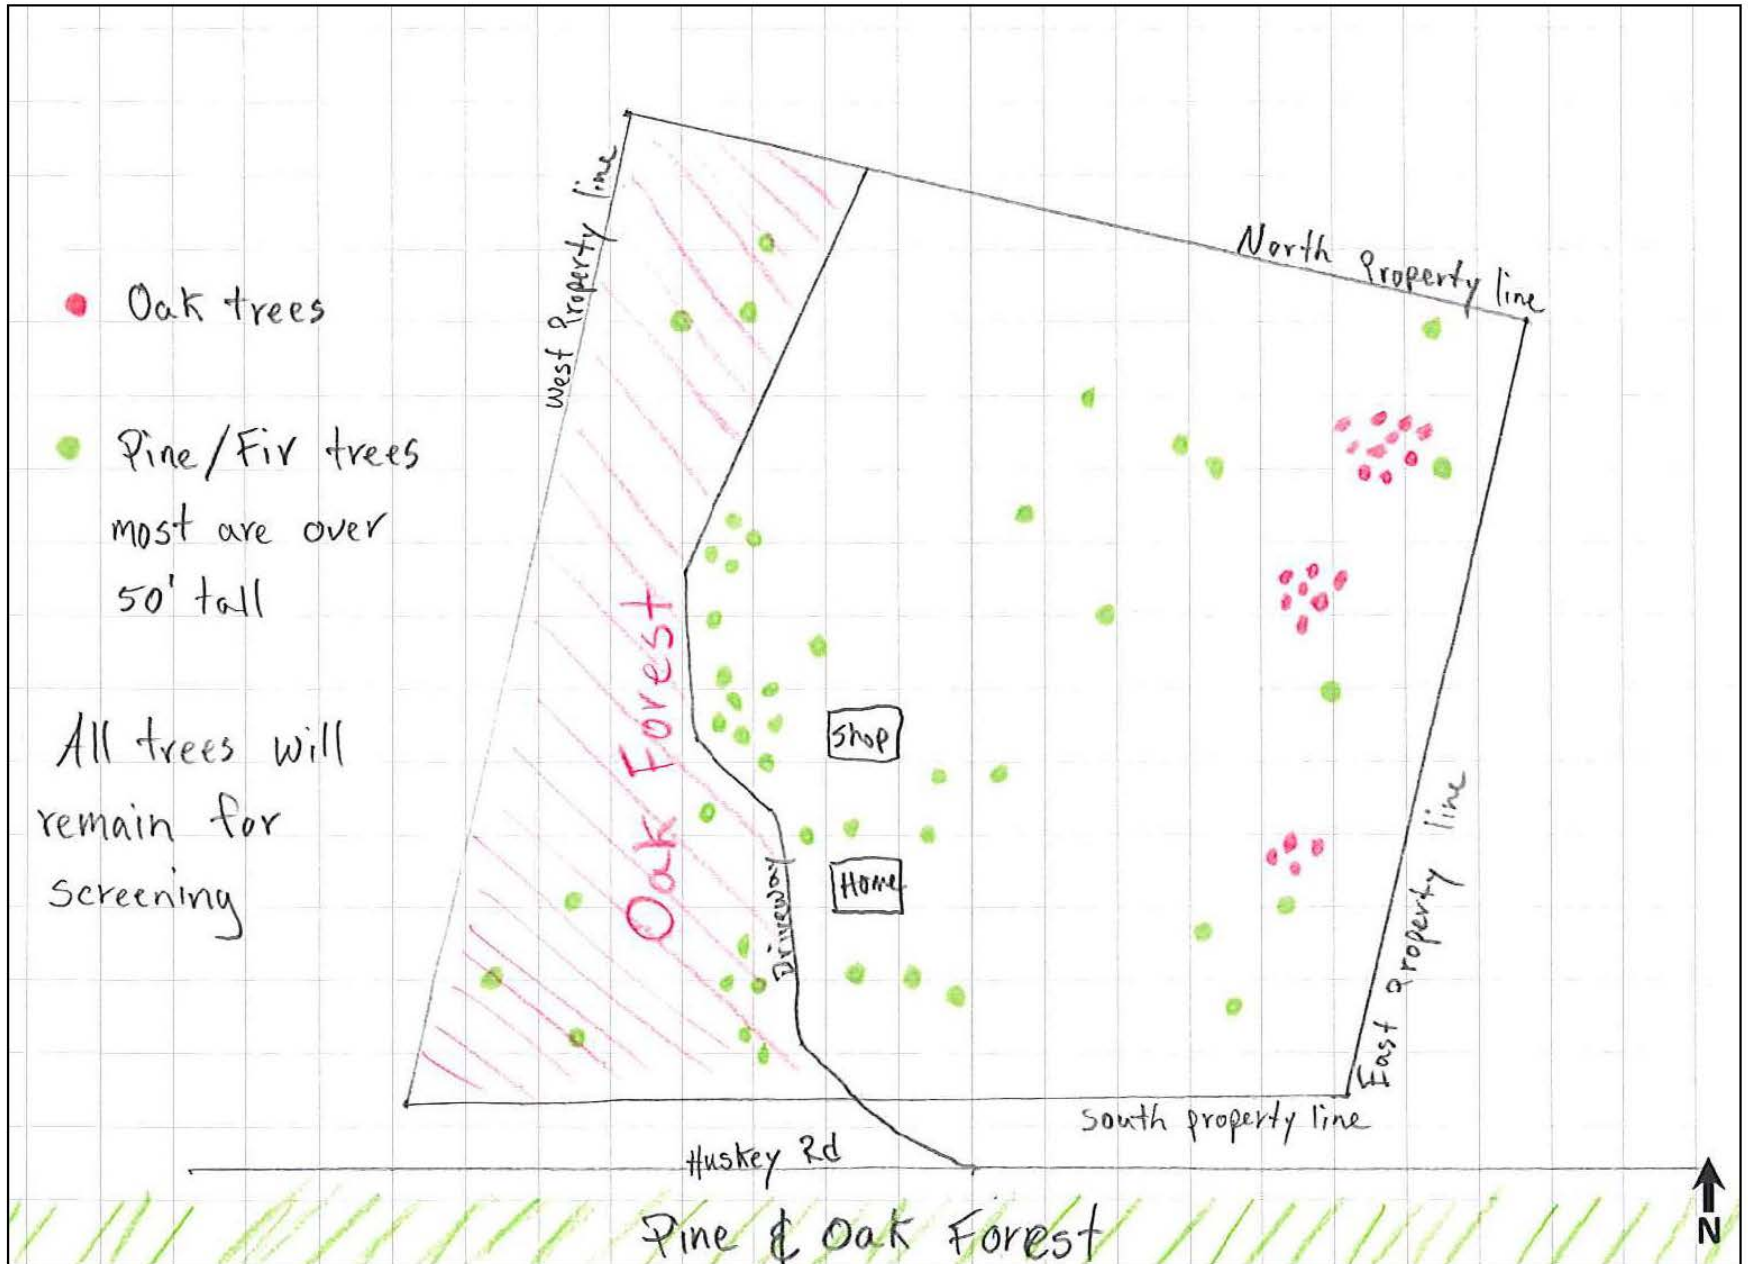 West Property line
North Property line
Oak trees
Pine/Fir trees
most are over
50' tall
All trees will
remain for
screening
Oak Forest
Shop
Home
Driveway
East Property line
South property line
Huskey Rd
Pine & Oak Forest
N